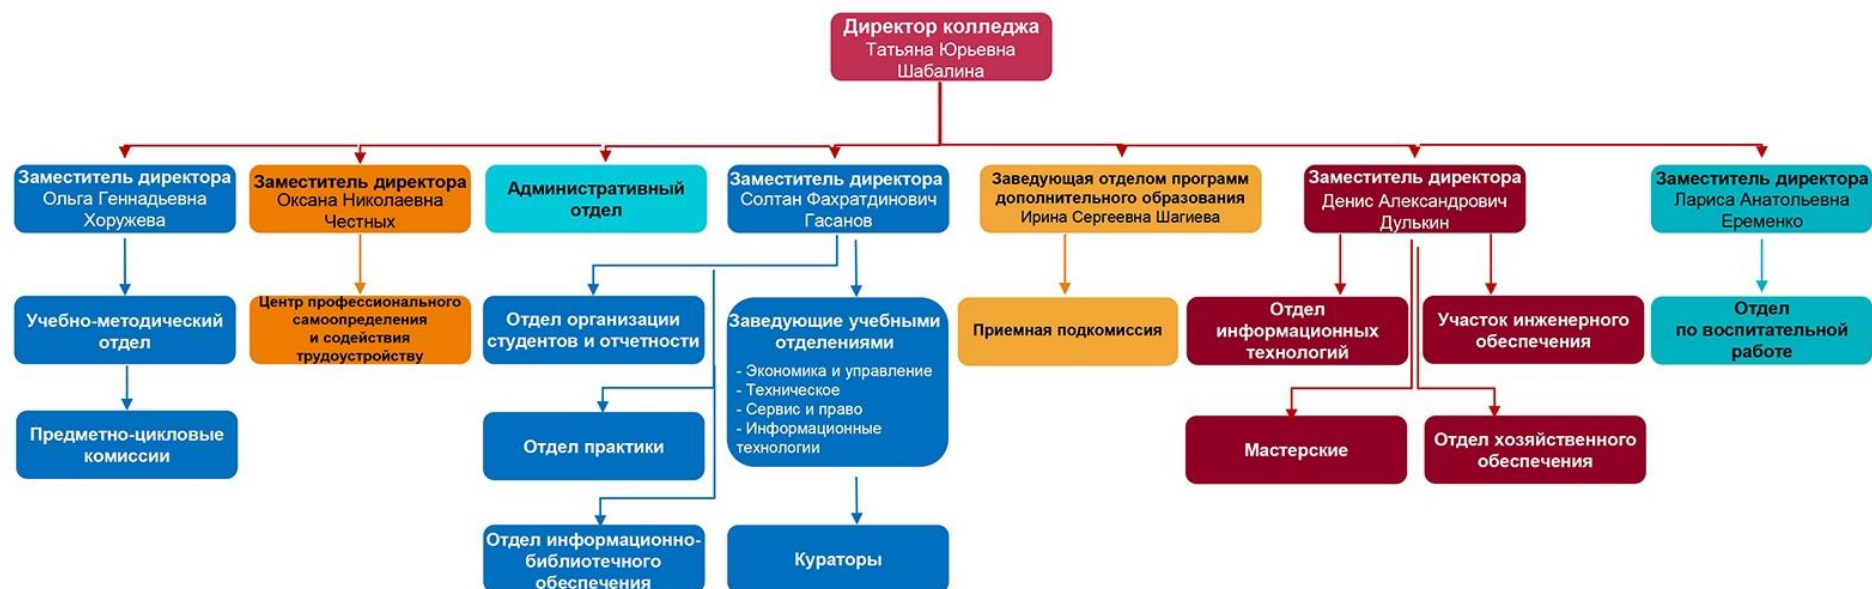 Директор колледжа
Татьяна Юрьевна
Шабалина
Заместитель директора
Ольга Геннадьевна
Хоружева
Заместитель директора
Оксана Николаевна
Честных
Административный
отдел
Заместитель директора
Солтан Фахратдинович
Гасанов
Заведующая отделом программ
дополнительного образования
Ирина Сергеевна Шагиева
Заместитель директора
Денис Александрович
Дулькин
Заместитель директора
Лариса Анатольевна
Еременко
Учебно-методический
отдел
Центр профессионального
самоопределения
и содействия
трудоустройству
Отдел организации
студентов и отчетности
Заведующие учебными
отделениями
- Экономика и управление
- Техническое
- Сервис и право
- Информационные
технологии
Приемная подкомиссия
Отдел
информационных
технологий
Участок инженерного
обеспечения
Отдел
по воспитательной
работе
Предметно-цикловые
комиссии
Отдел практики
Мастерские
Отдел хозяйственного
обеспечения
Отдел информационно-
библиотечного
обеспечения
Кураторы